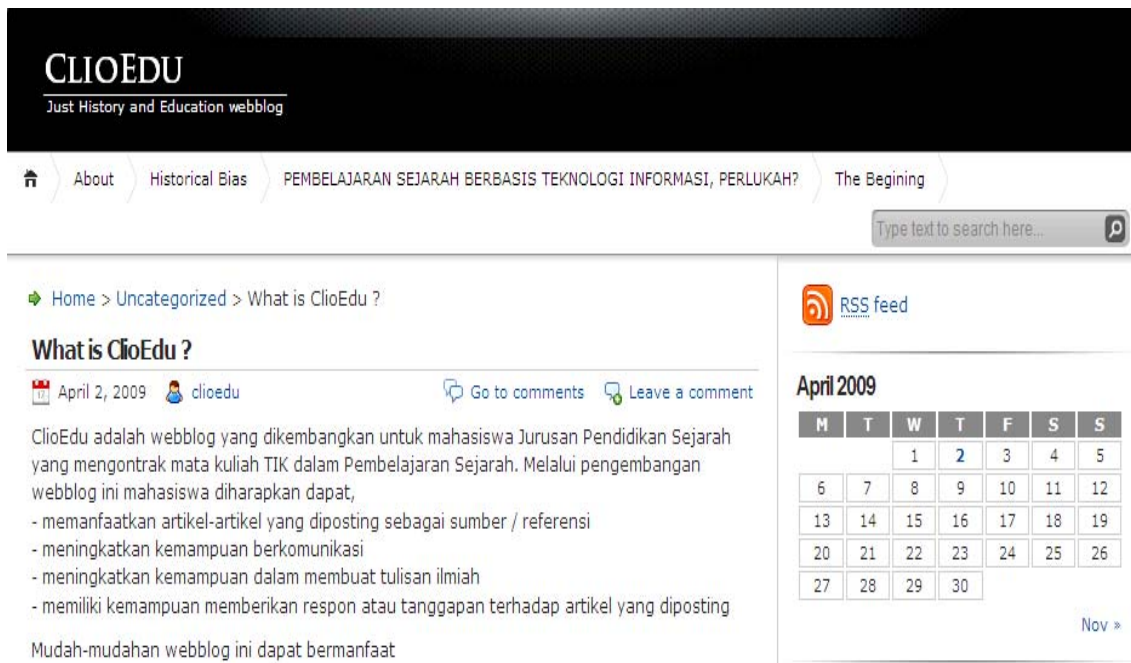 CLIOEDU
Just History and Education webblog
About Historical Bias PEMBELAJARAN SEJARAH BERBASIS TEKNOLOGI INFORMASI, PERLUKAH? The Begining
Type text to search here...
Home > Uncategorized > What is ClioEdu ?
What is ClioEdu ?
April 2, 2009 clioedu Go to comments Leave a comment
ClioEdu adalah webblog yang dikembangkan untuk mahasiswa Jurusan Pendidikan Sejarah
yang mengontrak mata kuliah TIK dalam Pembelajaran Sejarah. Melalui pengembangan
webblog ini mahasiswa diharapkan dapat,
- memanfaatkan artikel-artikel yang diposting sebagai sumber / referensi
- meningkatkan kemampuan berkomunikasi
- meningkatkan kemampuan dalam membuat tulisan ilmiah
- memiliki kemampuan memberikan respon atau tanggapan terhadap artikel yang diposting
Mudah-mudahan webblog ini dapat bermanfaat
RSS feed
April 2009
M T W T F S S
1 2 3 4 5
6 7 8 9 10 11 12
13 14 15 16 17 18 19
20 21 22 23 24 25 26
27 28 29 30
Nov »